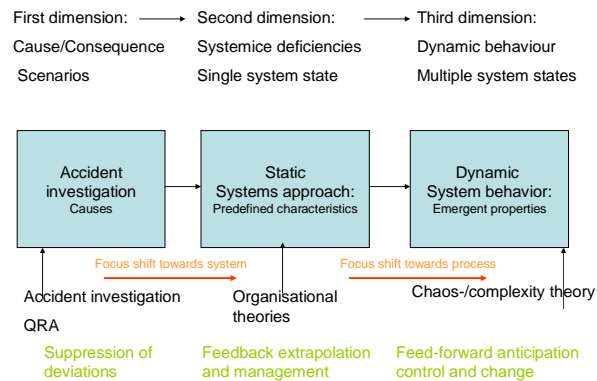 First dimension:
Cause/Consequence
Scenarios
Second dimension:
Systemice deficiencies
Single system state
Third dimension:
Dynamic behaviour
Multiple system states
Accident
investigation
Causes
Static
Systems approach:
Predefined characteristics
Dynamic
System behavior:
Emergent properties
Focus shift towards system
Focus shift towards process
Accident investigation
QRA
Organisational
theories
Chaos-/complexity theory
Suppression of
deviations
Feedback extrapolation
and management
Feed-forward anticipation
control and change